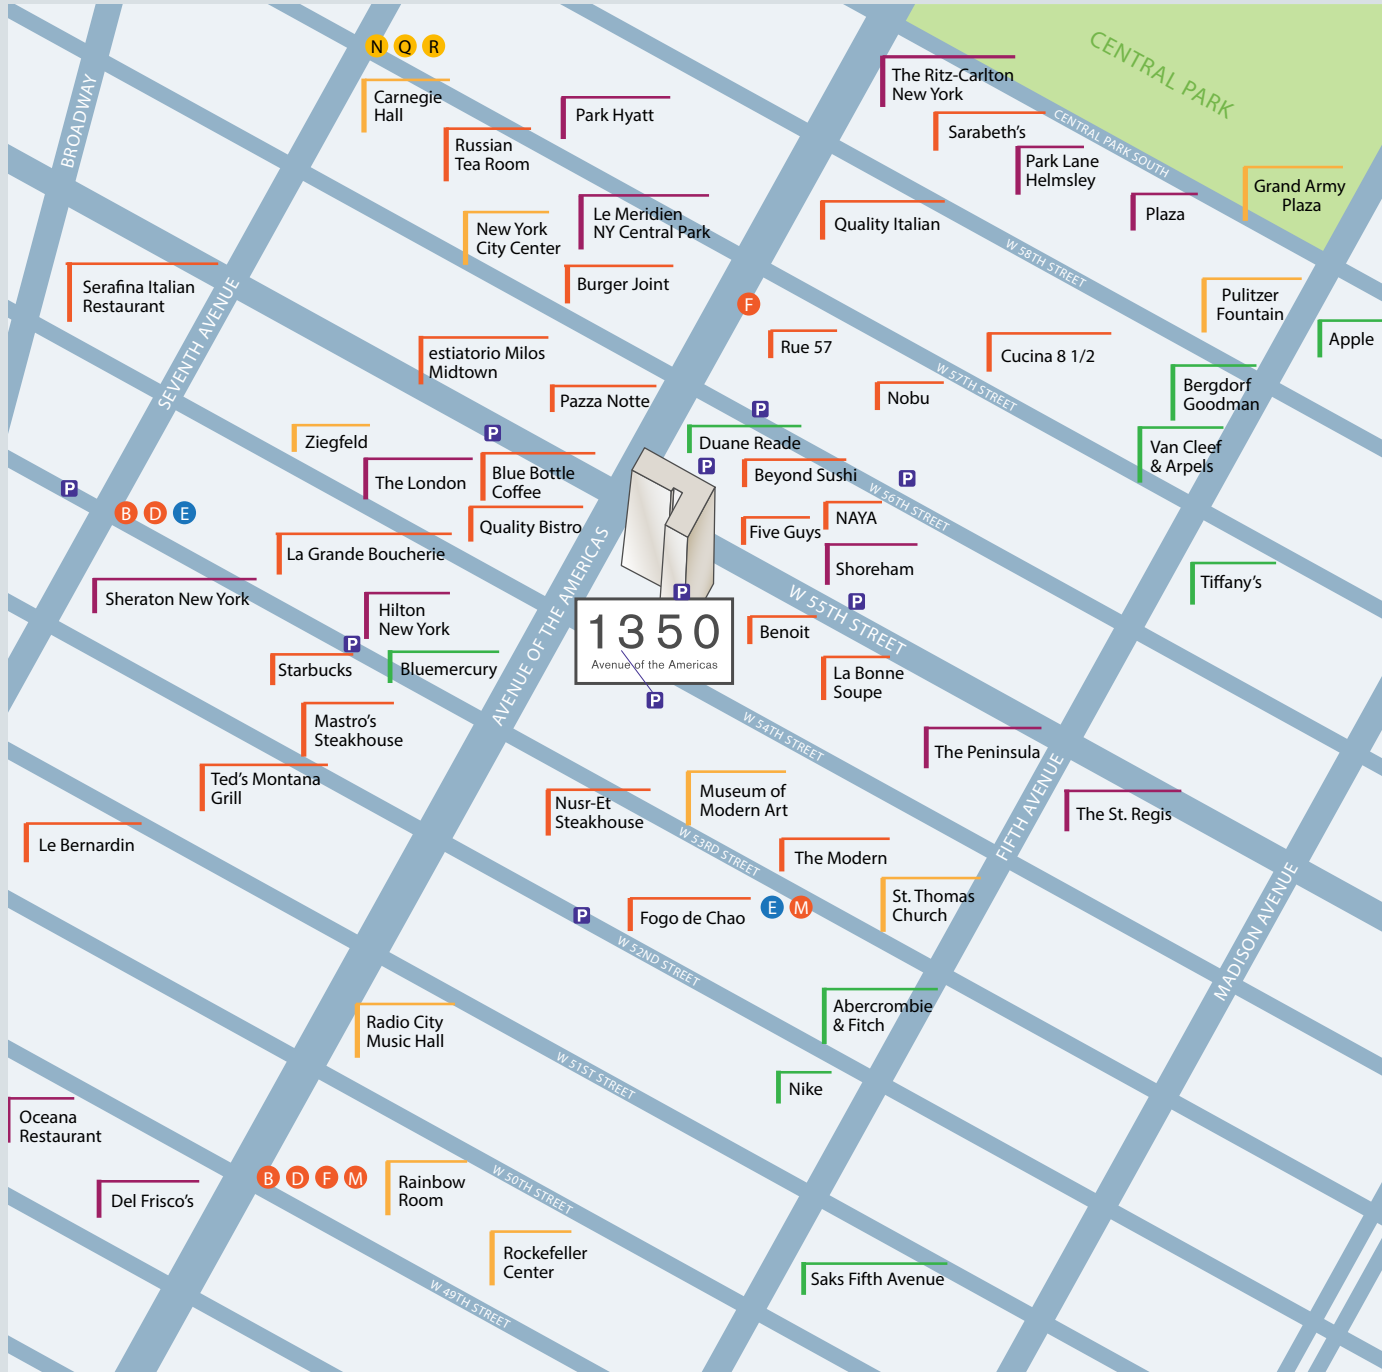 CENTRAL PARK
N Q R
BROADWAY
Carnegie
Hall
Park Hyatt
The Ritz-Carlton
New York
Sarabeth's
CENTRAL PARK SOUTH
Russian
Tea Room
Park Lane
Helmsley
Grand Army
Plaza
Plaza
Le Meridien
NY Central Park
New York
City Center
Quality Italian
W 58TH STREET
Serafina Italian
Restaurant
SEVENTH AVENUE
Burger Joint
F
Pulitzer
Fountain
Apple
Rue 57
Cucina 8 1/2
estiatorio Milos
Midtown
W 57TH STREET
Bergdorf
Goodman
Pazza Notte
Nobu
P
P
Ziegfeld
Duane Reade
Van Cleef
& Arpels
The London
Blue Bottle
Coffee
P
Beyond Sushi
P
W 56TH STREET
P
B D E
Quality Bistro
NAYA
Five Guys
La Grande Boucherie
AVENUE OF THE AMERICAS
Shoreham
Tiffany's
Sheraton New York
P
P
W 55TH STREET
Hilton
New York
1350
Avenue of the Americas
Benoit
P
Starbucks
Bluemercury
La Bonne
Soupe
P
Mastro's
Steakhouse
W 54TH STREET
The Peninsula
Ted's Montana
Grill
Museum of
Modern Art
Nusr-Et
Steakhouse
FIFTH AVENUE
The St. Regis
Le Bernardin
W 53RD STREET
The Modern
St. Thomas
Church
MADISON AVENUE
P
Fogo de Chao
E M
W 52ND STREET
Abercrombie
& Fitch
Radio City
Music Hall
W 51ST STREET
Nike
Oceana
Restaurant
B D F M
Rainbow
Room
W 50TH STREET
Del Frisco's
Rockefeller
Center
Saks Fifth Avenue
W 49TH STREET